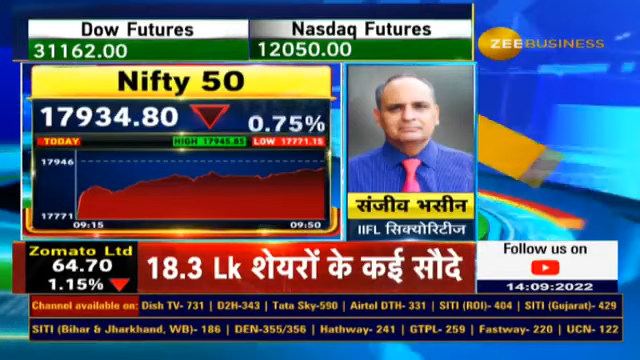 Dow Futures
31162.00
Nasdaq Futures
12050.00
ZEEBUSINESS
Nifty 50
17934.80 0.75%
TODAY HIGH 17945.85 LOW 17771.15
17946
17771
09:15 09:50
संजीव भसीन
IIFL सिक्योरिटीज
Zomato Ltd
64.70
1.15%
18.3 Lk शेयरों के कई सौदे
Follow us on
14:09:2022
Channel available on: Dish TV- 731 | D2H-343 | Tata Sky-590 | Airtel DTH- 331 | SITI (ROI)- 404 | SITI (Gujarat)- 429
SITI (Bihar & Jharkhand, WB)- 186 | DEN-355/356 | Hathway- 241 | GTPL- 259 | Fastway- 220 | UCN- 122